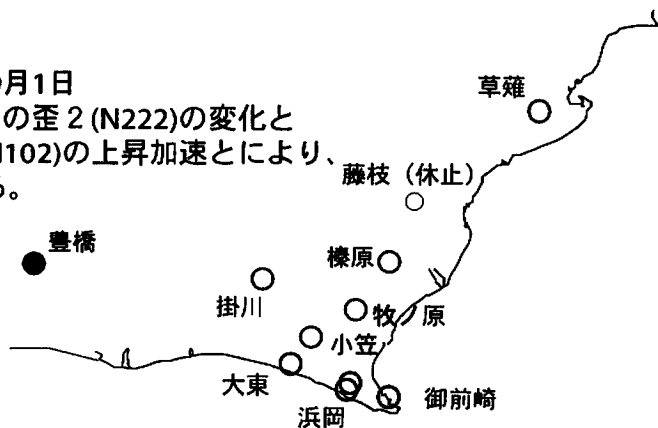 月1日
の歪２(N222)の変化と
102)の上昇加速とにより、
る。
草薙
藤枝（休止）
豊橋
榛原
掛川
牧ノ原
小笠
大東
御前崎
浜岡